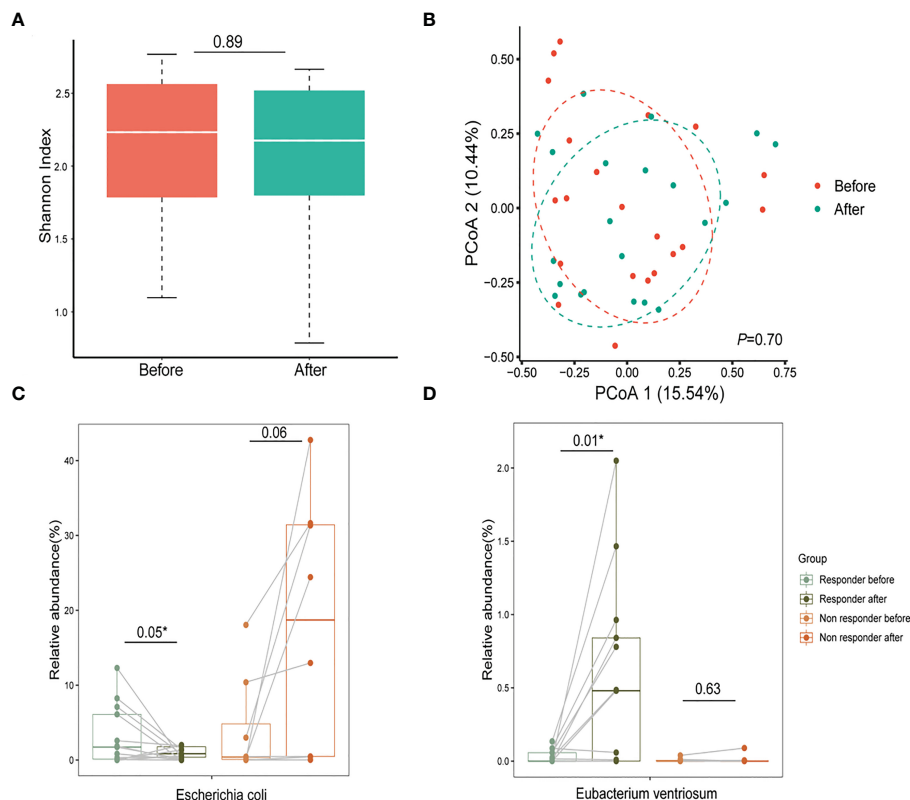 A
0.89
Shannon Index
2.5
2.0
1.5
1.0
Before
After
B
PCoA 2 (10.44%)
0.50
0.25
0.00
−0.25
−0.50
P=0.70
−0.50
−0.25
0.00
0.25
0.50
0.75
PCoA 1 (15.54%)
Before
After
C
Relative abundance(%)
40
30
20
10
0
0.05*
0.06
Escherichia coli
D
Relative abundance(%)
2.0
1.5
1.0
0.5
0.0
0.01*
0.63
Eubacterium ventriosum
Group
Responder before
Responder after
Non responder before
Non responder after